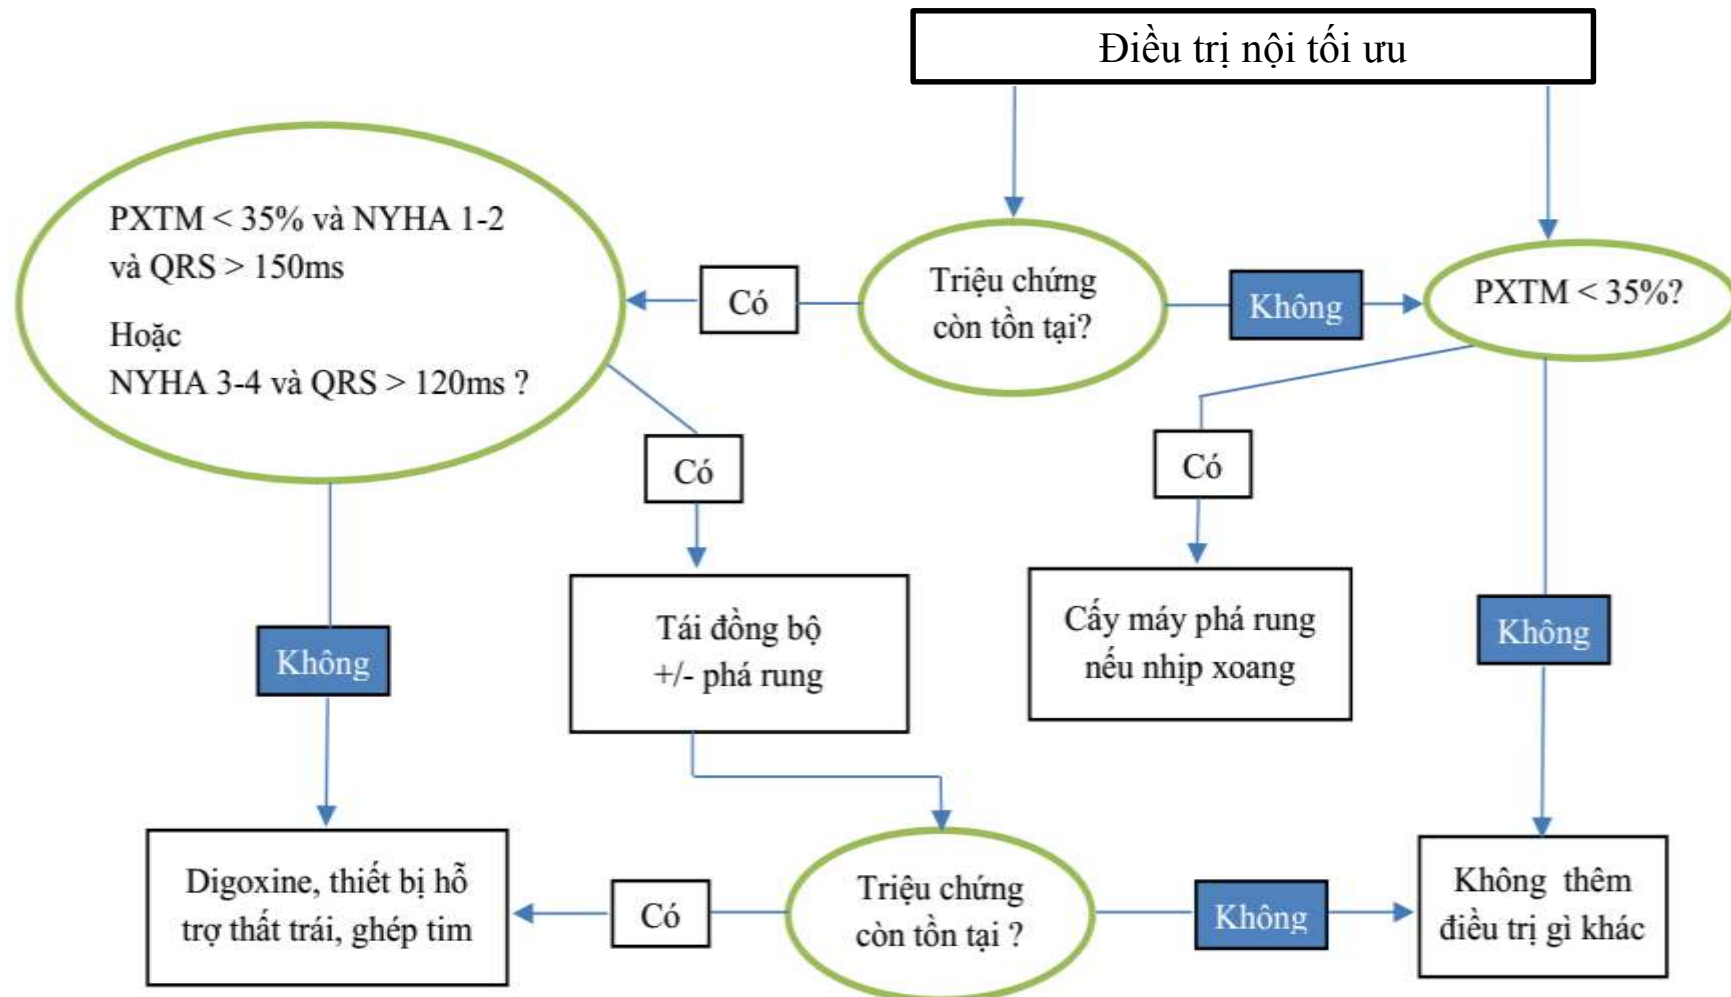 Điều trị nội tối ưu
PXTM < 35% và NYHA 1-2
và QRS > 150ms
Hoặc
NYHA 3-4 và QRS > 120ms ?
Có
Triệu chứng
còn tồn tại?
Không
PXTM < 35%?
Có
Có
Không
Tái đồng bộ
+/- phá rung
Cấy máy phá rung
nếu nhịp xoang
Không
Digoxine, thiết bị hỗ
trợ thất trái, ghép tim
Có
Triệu chứng
còn tồn tại ?
Không
Không thêm
điều trị gì khác